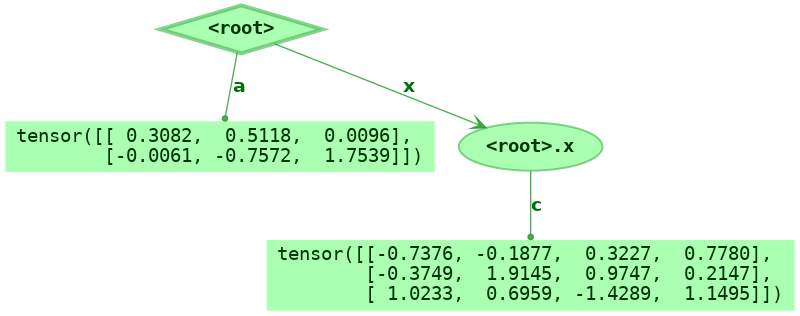 <root>
a
x
tensor([[ 0.3082,  0.5118,  0.0096],
        [-0.0061, -0.7572,  1.7539]])
<root>.x
c
tensor([[-0.7376, -0.1877,  0.3227,  0.7780],
        [-0.3749,  1.9145,  0.9747,  0.2147],
        [ 1.0233,  0.6959, -1.4289,  1.1495]])